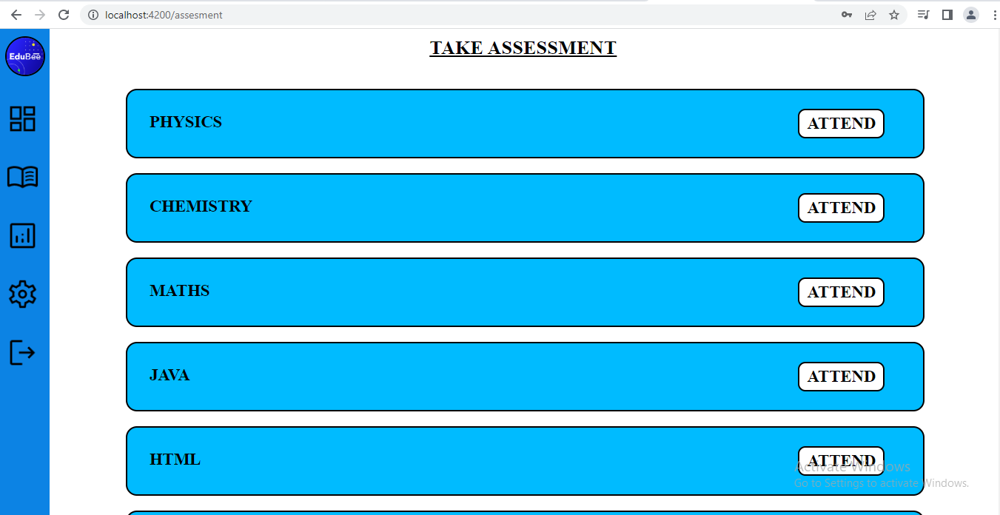 localhost:4200/assesment
EduBee
TAKE ASSESSMENT
PHYSICS
ATTEND
CHEMISTRY
ATTEND
MATHS
ATTEND
JAVA
ATTEND
HTML
ATTEND
Activate Windows
Go to Settings to activate Windows.